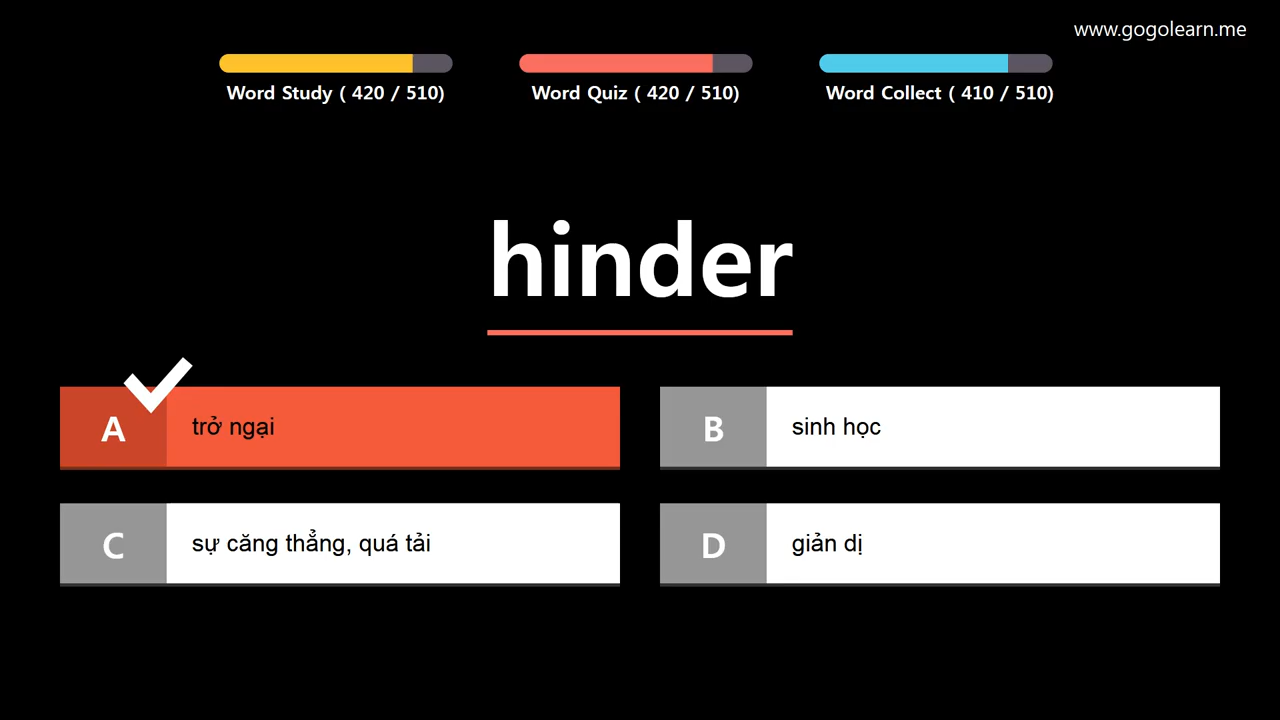 www.gogolearn.me
Word Study ( 420 / 510)
Word Quiz ( 420 / 510)
Word Collect ( 410 / 510)
hinder
A
trở ngại
B
sinh học
C
sự căng thẳng, quá tải
D
giản dị